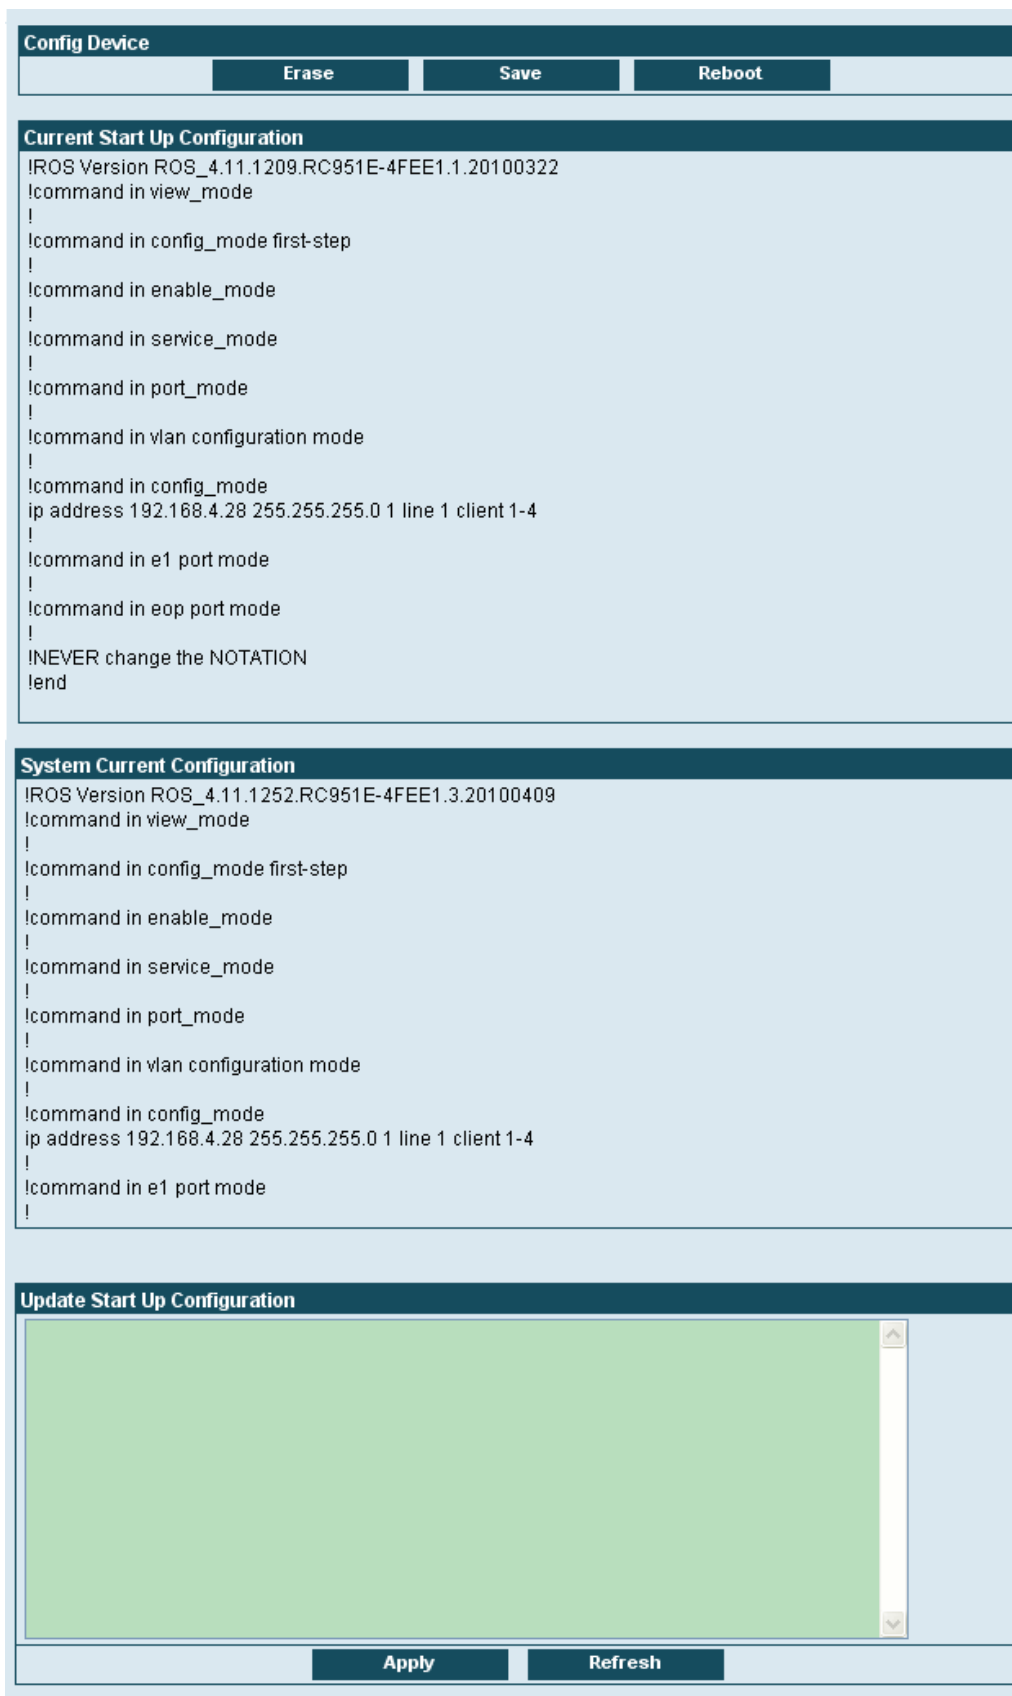 Config Device
Erase Save Reboot
Current Start Up Configuration
!ROS Version ROS_4.11.1209.RC951E-4FEE1.1.20100322
!command in view_mode
!
!command in config_mode first-step
!
!command in enable_mode
!
!command in service_mode
!
!command in port_mode
!
!command in vlan configuration mode
!
!command in config_mode
ip address 192.168.4.28 255.255.255.0 1 line 1 client 1-4
!
!command in e1 port mode
!
!command in eop port mode
!
!NEVER change the NOTATION
!end
System Current Configuration
!ROS Version ROS_4.11.1252.RC951E-4FEE1.3.20100409
!command in view_mode
!
!command in config_mode first-step
!
!command in enable_mode
!
!command in service_mode
!
!command in port_mode
!
!command in vlan configuration mode
!
!command in config_mode
ip address 192.168.4.28 255.255.255.0 1 line 1 client 1-4
!
!command in e1 port mode
!
Update Start Up Configuration
Apply Refresh